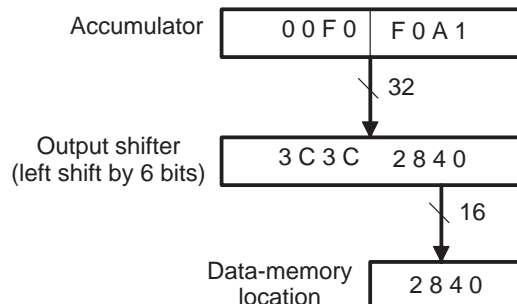 Accumulator
00F0 F0A1
32
Output shifter
(left shift by 6 bits)
3C3C 2840
16
Data-memory
location
2840